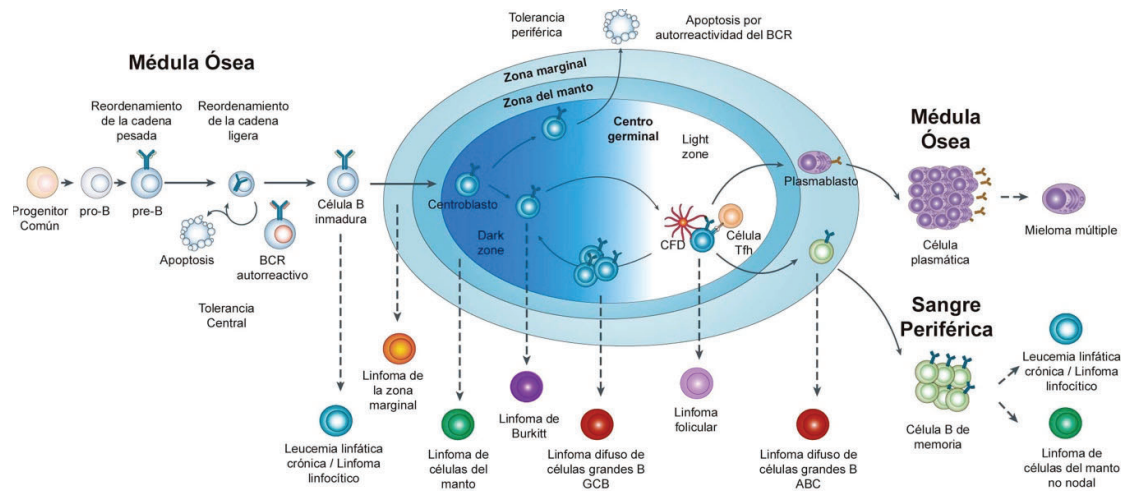 Tolerancia
periférica
Apoptosis por
autorreactividad del BCR
Médula Ósea
Reordenamiento
de la cadena
pesada
Reordenamiento
de la cadena
ligera
Progenitor
Común
pro-B
pre-B
Apoptosis
BCR
autorreactivo
Tolerancia
Central
Célula B
inmadura
Zona marginal
Zona del manto
Centro
germinal
Light
zone
Centroblasto
Dark
zone
CFD
Célula
Tfh
Plasmablasto
Médula
Ósea
Célula
plasmática
Mieloma múltiple
Sangre
Periférica
Célula B de
memoria
Leucemia linfática
crónica / Linfoma
linfocítico
Linfoma de
células del manto
no nodal
Leucemia linfática
crónica / Linfoma
linfocítico
Linfoma de
la zona
marginal
Linfoma de
células del
manto
Linfoma de
Burkitt
Linfoma difuso de
células grandes B
GCB
Linfoma
folicular
Linfoma difuso de
células grandes B
ABC